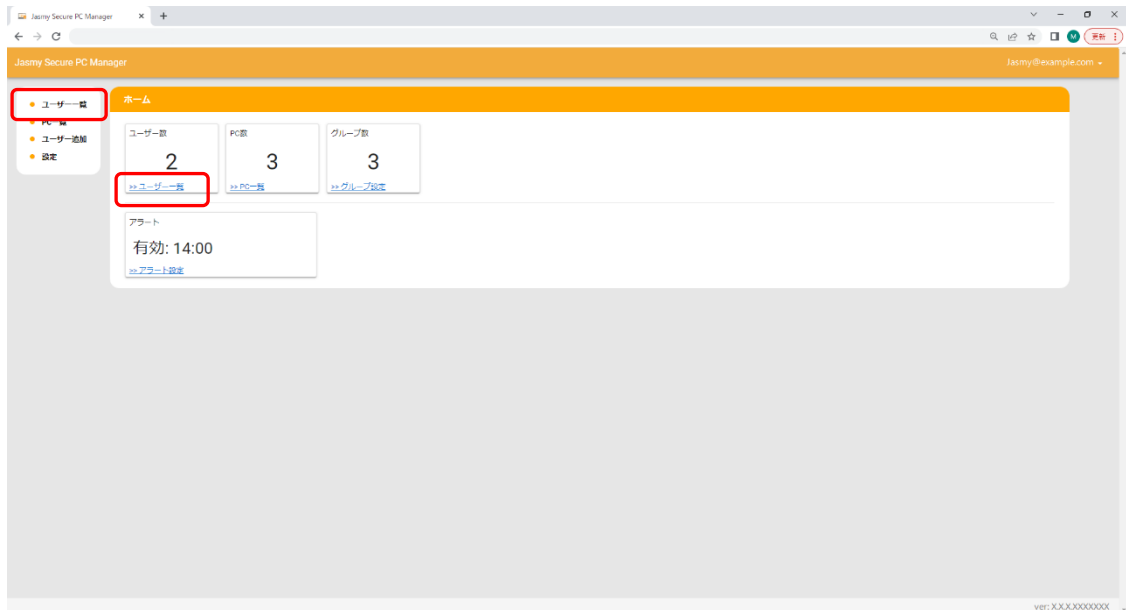 Jasmy Secure PC Manager
M
更新
Jasmy Secure PC Manager
Jasmy@example.com
ユーザー一覧
PC一覧
ユーザー追加
設定
ホーム
ユーザー数
PC数
グループ数
2
3
3
>> ユーザー一覧
>> PC一覧
>> グループ設定
アラート
有効: 14:00
>> アラート設定
ver: X.X.X.XXXXXXX